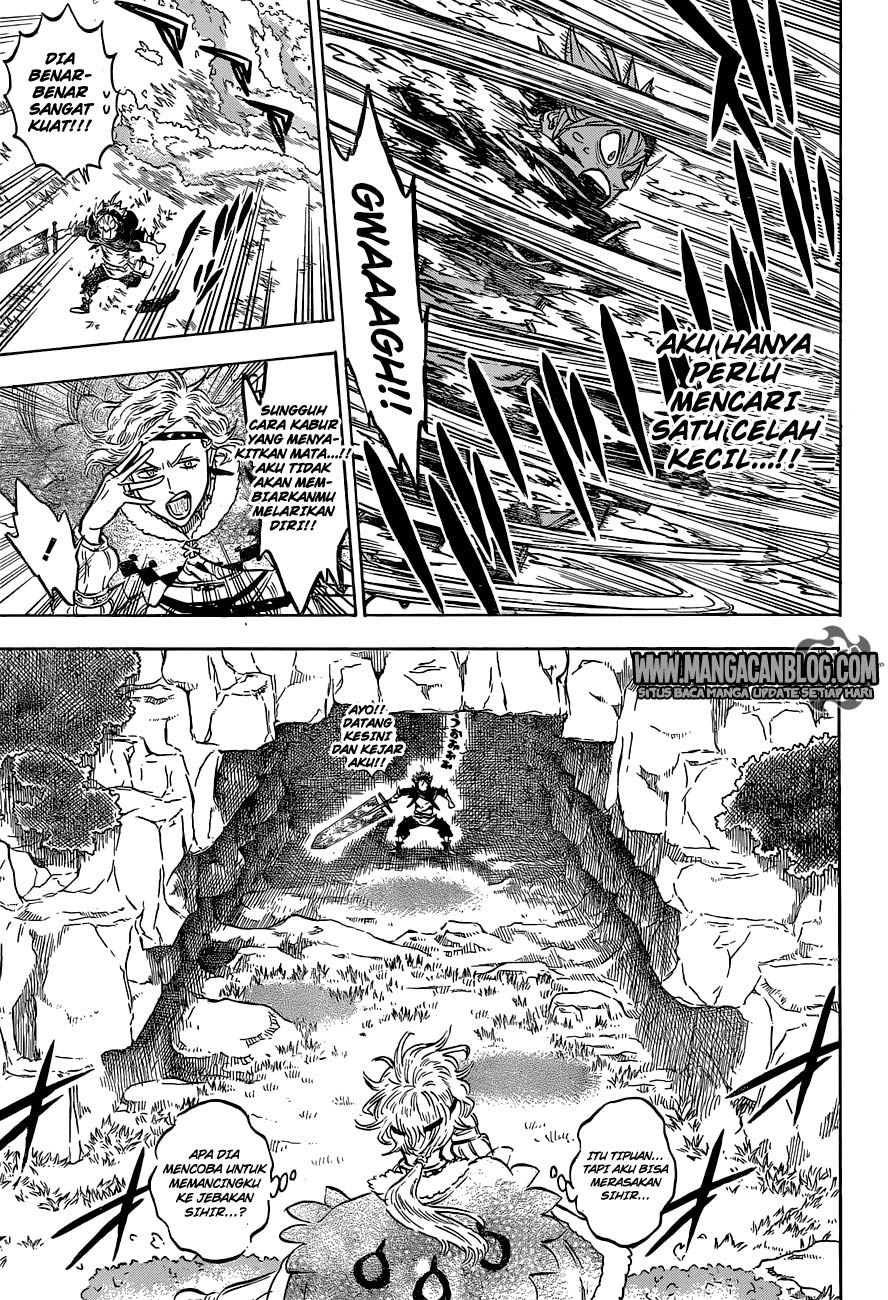 GWAAAGH!!
AKU HANYA
PERLU
MENCARI
SATU CELAH
KECIL...!!
DIA
BENAR-
BENAR
SANGAT
KUAT!!!
SUNGGUH
CARA KABUR
YANG MENYA-
KITKAN MATA...!!
AKU TIDAK
AKAN MEM-
BIARKANMU
MELARIKAN
DIRI!!
!
WWW.MANGACANBLOG.COM
SITUS BACA MANGA UPDATE SETIAP HARI
AYO!!
DATANG
KESINI
DAN KEJAR
AKU!!
ITU TIPUAN...
TAPI AKU BISA
MERASAKAN
SIHIR...
APA DIA
MENCOBA UNTUK
MEMANCINGKU
KE JEBAKAN
SIHIR...?